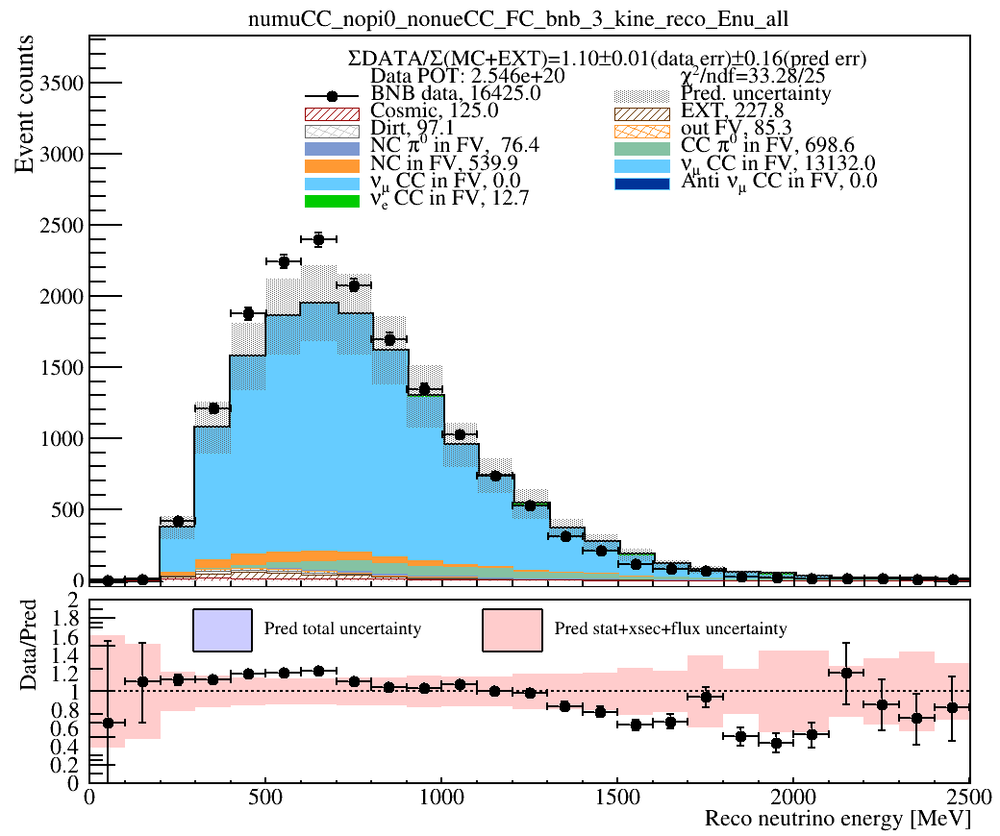 numuCC_nopi0_nonueCC_FC_bnb_3_kine_reco_Enu_all
ΣDATA/Σ(MC+EXT)=1.10±0.01(data err)±0.16(pred err)
Data POT: 2.546e+20
χ²/ndf=33.28/25
BNB data, 16425.0
Pred. uncertainty
Cosmic, 125.0
EXT, 227.8
Dirt, 97.1
out FV, 85.3
NC π⁰ in FV, 76.4
CC π⁰ in FV, 698.6
NC in FV, 539.9
νμ CC in FV, 13132.0
νμ CC in FV, 0.0
Anti νμ CC in FV, 0.0
νe CC in FV, 12.7
Event counts
3500
3000
2500
2000
1500
1000
500
0
Data/Pred
2
1.8
1.6
1.4
1.2
1
0.8
0.6
0.4
0.2
0
Pred total uncertainty
Pred stat+xsec+flux uncertainty
0 500 1000 1500 2000 2500
Reco neutrino energy [MeV]